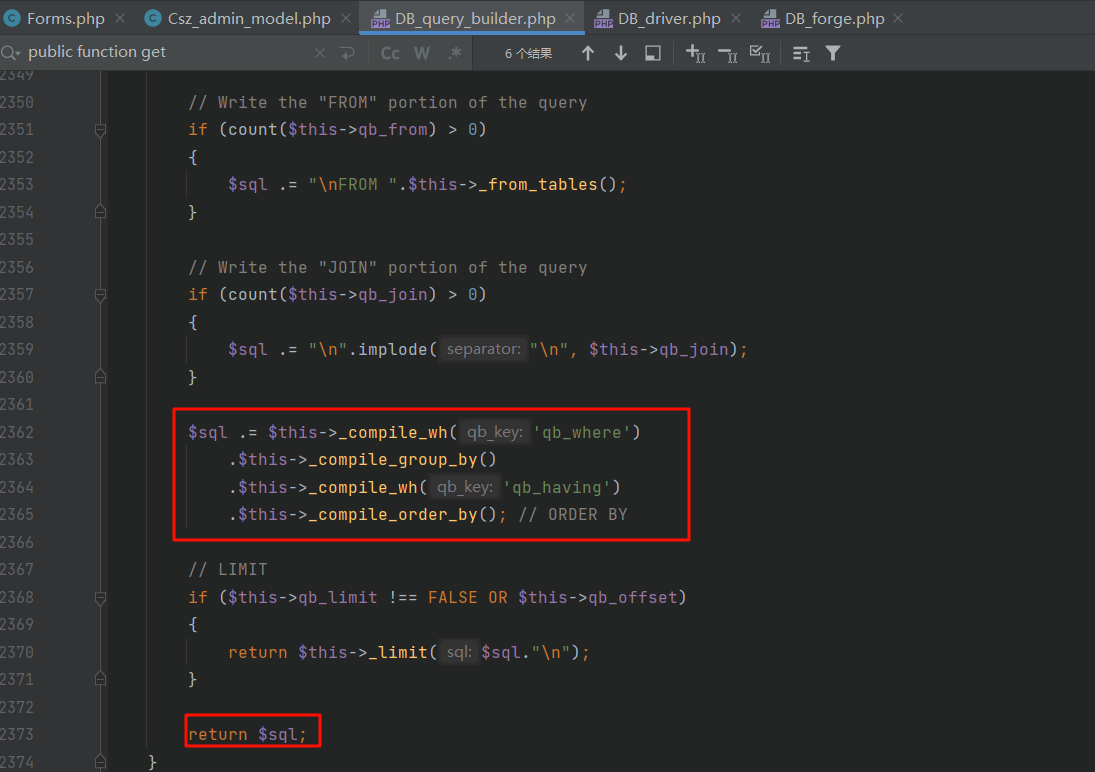 Forms.php × Csz_admin_model.php × DB_query_builder.php × DB_driver.php × DB_forge.php ×
public function get × Cc W .* 6 个结果
2349
2350 // Write the "FROM" portion of the query
2351 if (count($this->qb_from) > 0)
2352 {
2353 $sql .= "\nFROM ".$this->_from_tables();
2354 }
2355
2356 // Write the "JOIN" portion of the query
2357 if (count($this->qb_join) > 0)
2358 {
2359 $sql .= "\n".implode( separator: "\n", $this->qb_join);
2360 }
2361
2362 $sql .= $this->_compile_wh( qb_key: 'qb_where')
2363 .$this->_compile_group_by()
2364 .$this->_compile_wh( qb_key: 'qb_having')
2365 .$this->_compile_order_by(); // ORDER BY
2366
2367 // LIMIT
2368 if ($this->qb_limit !== FALSE OR $this->qb_offset)
2369 {
2370 return $this->_limit( sql: $sql."\n");
2371 }
2372
2373 return $sql;
2374 }